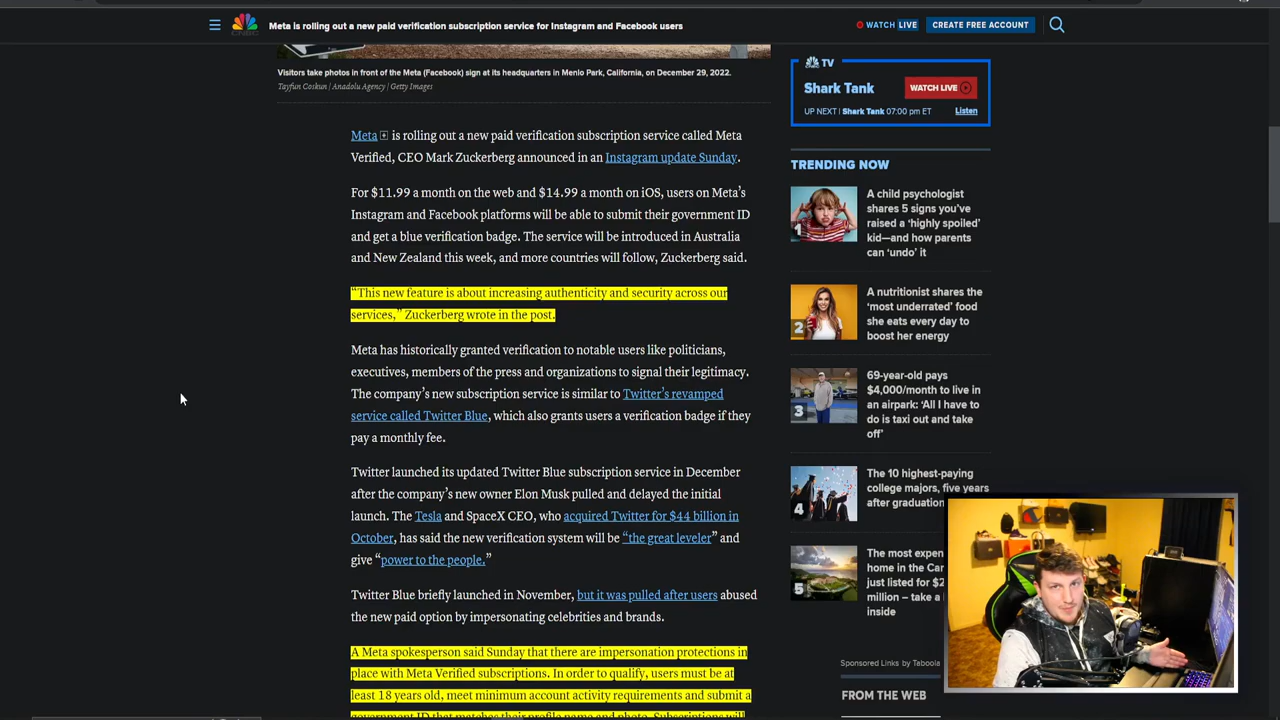 Meta is rolling out a new paid verification subscription service for Instagram and Facebook users
WATCH LIVE
CREATE FREE ACCOUNT
Visitors take photos in front of the Meta (Facebook) sign at its headquarters in Menlo Park, California, on December 29, 2022.
Tayfun Coskun | Anadolu Agency | Getty Images
Meta is rolling out a new paid verification subscription service called Meta
Verified, CEO Mark Zuckerberg announced in an Instagram update Sunday.
For $11.99 a month on the web and $14.99 a month on iOS, users on Meta’s
Instagram and Facebook platforms will be able to submit their government ID
and get a blue verification badge. The service will be introduced in Australia
and New Zealand this week, and more countries will follow, Zuckerberg said.
“This new feature is about increasing authenticity and security across our
services,” Zuckerberg wrote in the post.
Meta has historically granted verification to notable users like politicians,
executives, members of the press and organizations to signal their legitimacy.
The company’s new subscription service is similar to Twitter’s revamped
service called Twitter Blue, which also grants users a verification badge if they
pay a monthly fee.
Twitter launched its updated Twitter Blue subscription service in December
after the company’s new owner Elon Musk pulled and delayed the initial
launch. The Tesla and SpaceX CEO, who acquired Twitter for $44 billion in
October, has said the new verification system will be “the great leveler” and
give “power to the people.”
Twitter Blue briefly launched in November, but it was pulled after users abused
the new paid option by impersonating celebrities and brands.
A Meta spokesperson said Sunday that there are impersonation protections in
place with Meta Verified subscriptions. In order to qualify, users must be at
least 18 years old, meet minimum account activity requirements and submit a
government ID that matches their profile name and photo. Subscriptions will
TV
Shark Tank
WATCH LIVE
UP NEXT | Shark Tank 07:00 pm ET
Listen
TRENDING NOW
1
A child psychologist
shares 5 signs you’ve
raised a ‘highly spoiled’
kid—and how parents
can ‘undo’ it
2
A nutritionist shares the
‘most underrated’ food
she eats every day to
boost her energy
3
69-year-old pays
$4,000/month to live in
an airpark: ‘All I have to
do is taxi out and take
off’
4
The 10 highest-paying
college majors, five years
after graduation
5
The most expen
home in the Car
just listed for $2
million – take a
inside
Sponsored Links by Taboola
FROM THE WEB